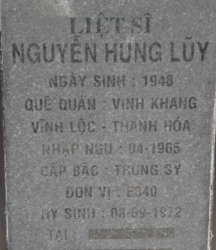 LIỆT SĨ
NGUYỄN HÙNG LŨY
NGÀY SINH : 1948
QUÊ QUÁN : VĨNH KHANG
VĨNH LỘC - THANH HÓA
NHẬP NGŨ : 04-1965
CẤP BẬC : TRUNG SỸ
ĐƠN VỊ : E340
HY SINH : 08-09-1972
TẠI :